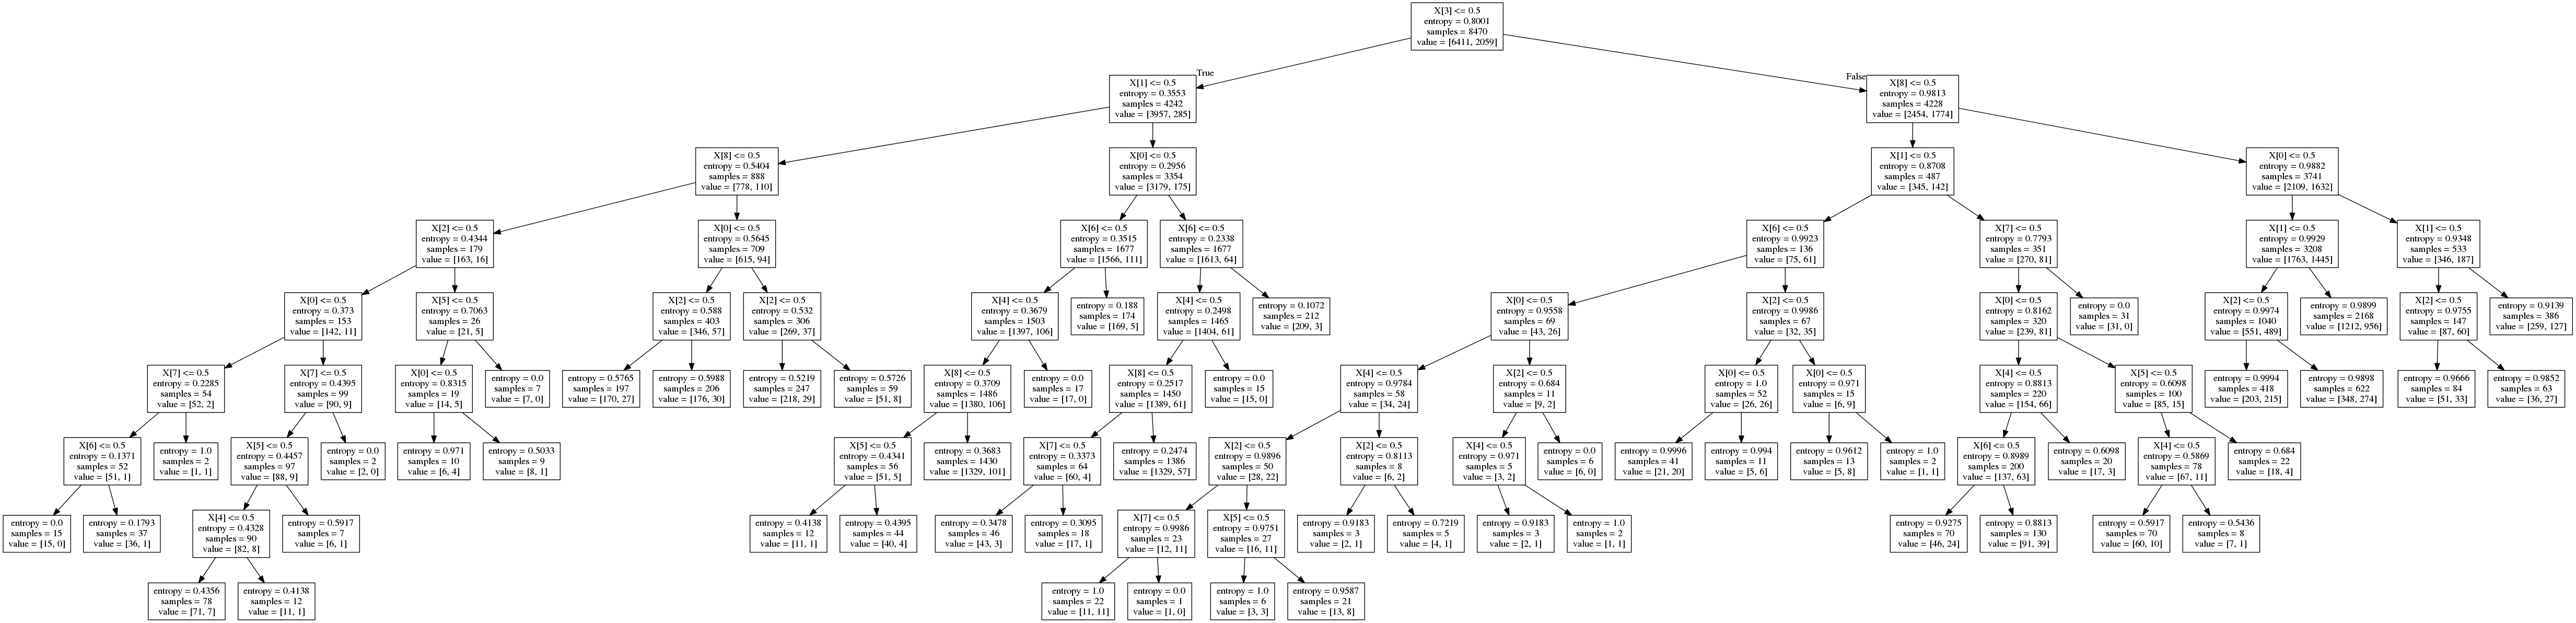 X[3] <= 0.5
entropy = 0.8001
samples = 8470
value = [6411, 2059]
True
False
X[1] <= 0.5
entropy = 0.3553
samples = 4242
value = [3957, 285]
X[8] <= 0.5
entropy = 0.9813
samples = 4228
value = [2454, 1774]
X[8] <= 0.5
entropy = 0.5404
samples = 888
value = [778, 110]
X[0] <= 0.5
entropy = 0.2956
samples = 3354
value = [3179, 175]
X[1] <= 0.5
entropy = 0.8708
samples = 487
value = [345, 142]
X[0] <= 0.5
entropy = 0.9882
samples = 3741
value = [2109, 1632]
X[2] <= 0.5
entropy = 0.4344
samples = 179
value = [163, 16]
X[0] <= 0.5
entropy = 0.5645
samples = 709
value = [615, 94]
X[6] <= 0.5
entropy = 0.3515
samples = 1677
value = [1566, 111]
X[6] <= 0.5
entropy = 0.2338
samples = 1677
value = [1613, 64]
X[6] <= 0.5
entropy = 0.9923
samples = 136
value = [75, 61]
X[7] <= 0.5
entropy = 0.7793
samples = 351
value = [270, 81]
X[1] <= 0.5
entropy = 0.9929
samples = 3208
value = [1763, 1445]
X[1] <= 0.5
entropy = 0.9348
samples = 533
value = [346, 187]
X[0] <= 0.5
entropy = 0.373
samples = 153
value = [142, 11]
X[5] <= 0.5
entropy = 0.7063
samples = 26
value = [21, 5]
X[2] <= 0.5
entropy = 0.588
samples = 403
value = [346, 57]
X[2] <= 0.5
entropy = 0.532
samples = 306
value = [269, 37]
X[4] <= 0.5
entropy = 0.3679
samples = 1503
value = [1397, 106]
entropy = 0.188
samples = 174
value = [169, 5]
X[4] <= 0.5
entropy = 0.2498
samples = 1465
value = [1404, 61]
entropy = 0.1072
samples = 212
value = [209, 3]
X[0] <= 0.5
entropy = 0.9558
samples = 69
value = [43, 26]
X[2] <= 0.5
entropy = 0.9986
samples = 67
value = [32, 35]
X[0] <= 0.5
entropy = 0.8162
samples = 320
value = [239, 81]
entropy = 0.0
samples = 31
value = [31, 0]
X[2] <= 0.5
entropy = 0.9974
samples = 1040
value = [551, 489]
entropy = 0.9899
samples = 2168
value = [1212, 956]
X[2] <= 0.5
entropy = 0.9755
samples = 147
value = [87, 60]
entropy = 0.9139
samples = 386
value = [259, 127]
X[7] <= 0.5
entropy = 0.2285
samples = 54
value = [52, 2]
X[7] <= 0.5
entropy = 0.4395
samples = 99
value = [90, 9]
X[0] <= 0.5
entropy = 0.8315
samples = 19
value = [14, 5]
entropy = 0.0
samples = 7
value = [7, 0]
entropy = 0.5765
samples = 197
value = [170, 27]
entropy = 0.5988
samples = 206
value = [176, 30]
entropy = 0.5219
samples = 247
value = [218, 29]
entropy = 0.5726
samples = 59
value = [51, 8]
X[8] <= 0.5
entropy = 0.3709
samples = 1486
value = [1380, 106]
entropy = 0.0
samples = 17
value = [17, 0]
X[8] <= 0.5
entropy = 0.2517
samples = 1450
value = [1389, 61]
entropy = 0.0
samples = 15
value = [15, 0]
X[4] <= 0.5
entropy = 0.9784
samples = 58
value = [34, 24]
X[2] <= 0.5
entropy = 0.684
samples = 11
value = [9, 2]
X[0] <= 0.5
entropy = 1.0
samples = 52
value = [26, 26]
X[0] <= 0.5
entropy = 0.971
samples = 15
value = [6, 9]
X[4] <= 0.5
entropy = 0.8813
samples = 220
value = [154, 66]
X[5] <= 0.5
entropy = 0.6098
samples = 100
value = [85, 15]
entropy = 0.9994
samples = 418
value = [203, 215]
entropy = 0.9898
samples = 622
value = [348, 274]
entropy = 0.9666
samples = 84
value = [51, 33]
entropy = 0.9852
samples = 63
value = [36, 27]
X[6] <= 0.5
entropy = 0.1371
samples = 52
value = [51, 1]
entropy = 1.0
samples = 2
value = [1, 1]
X[5] <= 0.5
entropy = 0.4457
samples = 97
value = [88, 9]
entropy = 0.0
samples = 2
value = [2, 0]
entropy = 0.971
samples = 10
value = [6, 4]
entropy = 0.5033
samples = 9
value = [8, 1]
X[5] <= 0.5
entropy = 0.4341
samples = 56
value = [51, 5]
entropy = 0.3683
samples = 1430
value = [1329, 101]
X[7] <= 0.5
entropy = 0.3373
samples = 64
value = [60, 4]
entropy = 0.2474
samples = 1386
value = [1329, 57]
X[2] <= 0.5
entropy = 0.9896
samples = 50
value = [28, 22]
X[2] <= 0.5
entropy = 0.8113
samples = 8
value = [6, 2]
X[4] <= 0.5
entropy = 0.971
samples = 5
value = [3, 2]
entropy = 0.0
samples = 6
value = [6, 0]
entropy = 0.9996
samples = 41
value = [21, 20]
entropy = 0.994
samples = 11
value = [5, 6]
entropy = 0.9612
samples = 13
value = [5, 8]
entropy = 1.0
samples = 2
value = [1, 1]
X[6] <= 0.5
entropy = 0.8989
samples = 200
value = [137, 63]
entropy = 0.6098
samples = 20
value = [17, 3]
X[4] <= 0.5
entropy = 0.5869
samples = 78
value = [67, 11]
entropy = 0.684
samples = 22
value = [18, 4]
entropy = 0.0
samples = 15
value = [15, 0]
entropy = 0.1793
samples = 37
value = [36, 1]
X[4] <= 0.5
entropy = 0.4328
samples = 90
value = [82, 8]
entropy = 0.5917
samples = 7
value = [6, 1]
entropy = 0.4138
samples = 12
value = [11, 1]
entropy = 0.4395
samples = 44
value = [40, 4]
entropy = 0.3478
samples = 46
value = [43, 3]
entropy = 0.3095
samples = 18
value = [17, 1]
X[7] <= 0.5
entropy = 0.9986
samples = 23
value = [12, 11]
X[5] <= 0.5
entropy = 0.9751
samples = 27
value = [16, 11]
entropy = 0.9183
samples = 3
value = [2, 1]
entropy = 0.7219
samples = 5
value = [4, 1]
entropy = 0.9183
samples = 3
value = [2, 1]
entropy = 1.0
samples = 2
value = [1, 1]
entropy = 0.9275
samples = 70
value = [46, 24]
entropy = 0.8813
samples = 130
value = [91, 39]
entropy = 0.5917
samples = 70
value = [60, 10]
entropy = 0.5436
samples = 8
value = [7, 1]
entropy = 0.4356
samples = 78
value = [71, 7]
entropy = 0.4138
samples = 12
value = [11, 1]
entropy = 1.0
samples = 22
value = [11, 11]
entropy = 0.0
samples = 1
value = [1, 0]
entropy = 1.0
samples = 6
value = [3, 3]
entropy = 0.9587
samples = 21
value = [13, 8]